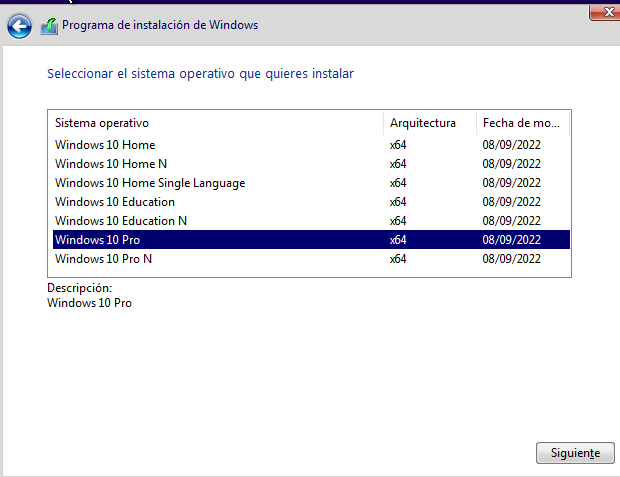 Programa de instalación de Windows
Seleccionar el sistema operativo que quieres instalar
Sistema operativo Arquitectura Fecha de mo...
Windows 10 Home x64 08/09/2022
Windows 10 Home N x64 08/09/2022
Windows 10 Home Single Language x64 08/09/2022
Windows 10 Education x64 08/09/2022
Windows 10 Education N x64 08/09/2022
Windows 10 Pro x64 08/09/2022
Windows 10 Pro N x64 08/09/2022
Descripción:
Windows 10 Pro
Siguiente